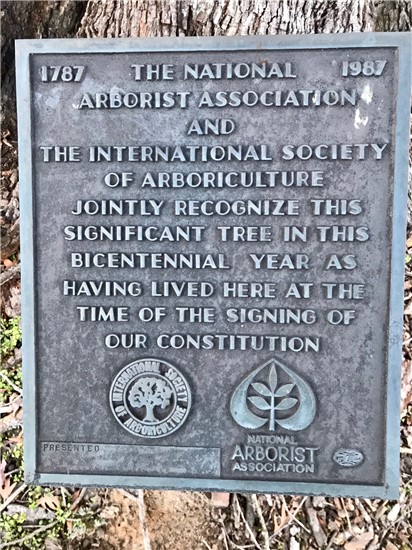 1787 THE NATIONAL 1987
ARBORIST ASSOCIATION
AND
THE INTERNATIONAL SOCIETY
OF ARBORICULTURE
JOINTLY RECOGNIZE THIS
SIGNIFICANT TREE IN THIS
BICENTENNIAL YEAR AS
HAVING LIVED HERE AT THE
TIME OF THE SIGNING OF
OUR CONSTITUTION
INTERNATIONAL SOCIETY OF ARBORICULTURE
NATIONAL
ARBORIST
ASSOCIATION
PRESENTED